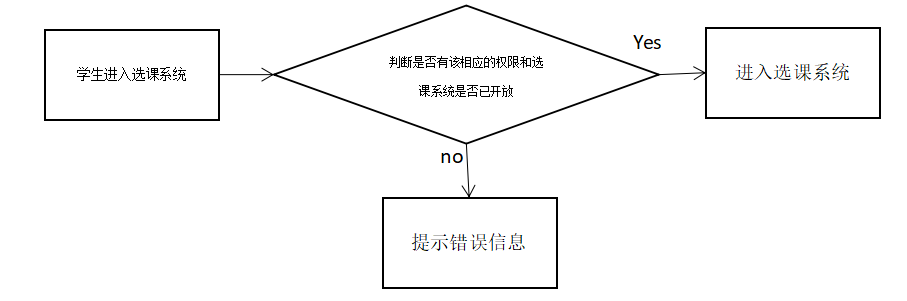 学生进入选课系统
判断是否有该相应的权限和选
课系统是否已开放
Yes
进入选课系统
no
提示错误信息